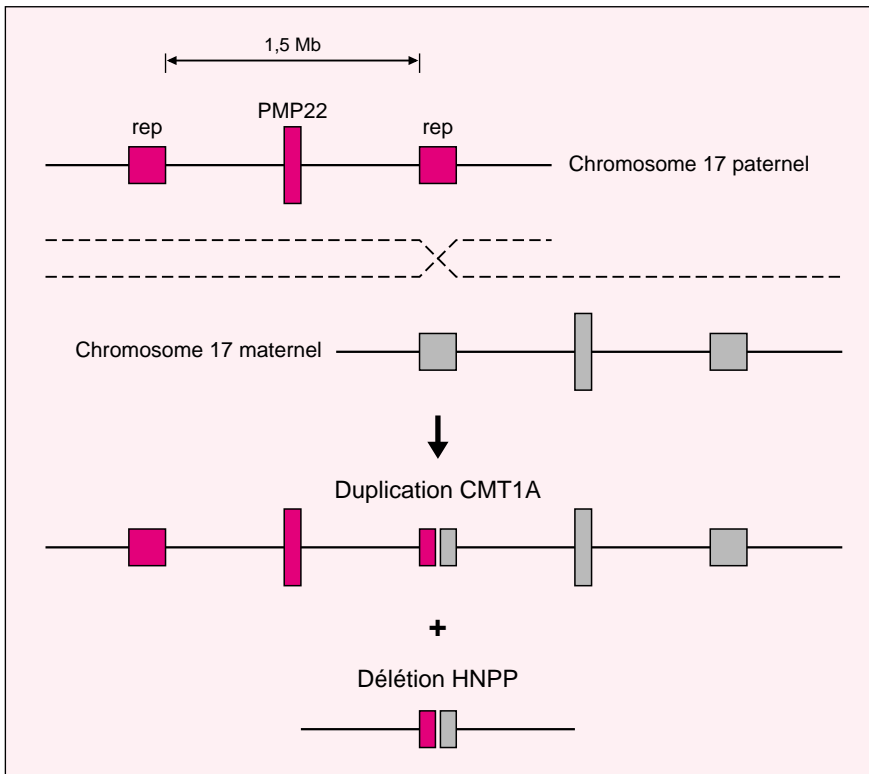 1,5 Mb
PMP22
rep
rep
Chromosome 17 paternel
Chromosome 17 maternel
Duplication CMT1A
+
Délétion HNPP